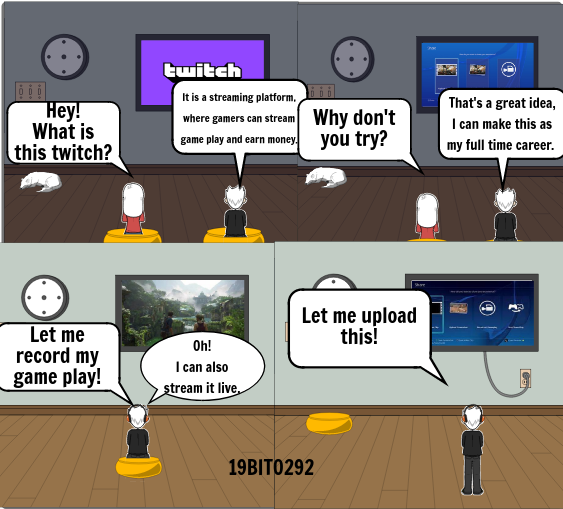 twitch
Hey!
What is
this twitch?
It is a streaming platform,
where gamers can stream
game play and earn money.
Why don't
you try?
That's a great idea,
I can make this as
my full time career.
Let me
record my
game play!
Oh!
I can also
stream it live.
Let me upload
this!
19BIT0292